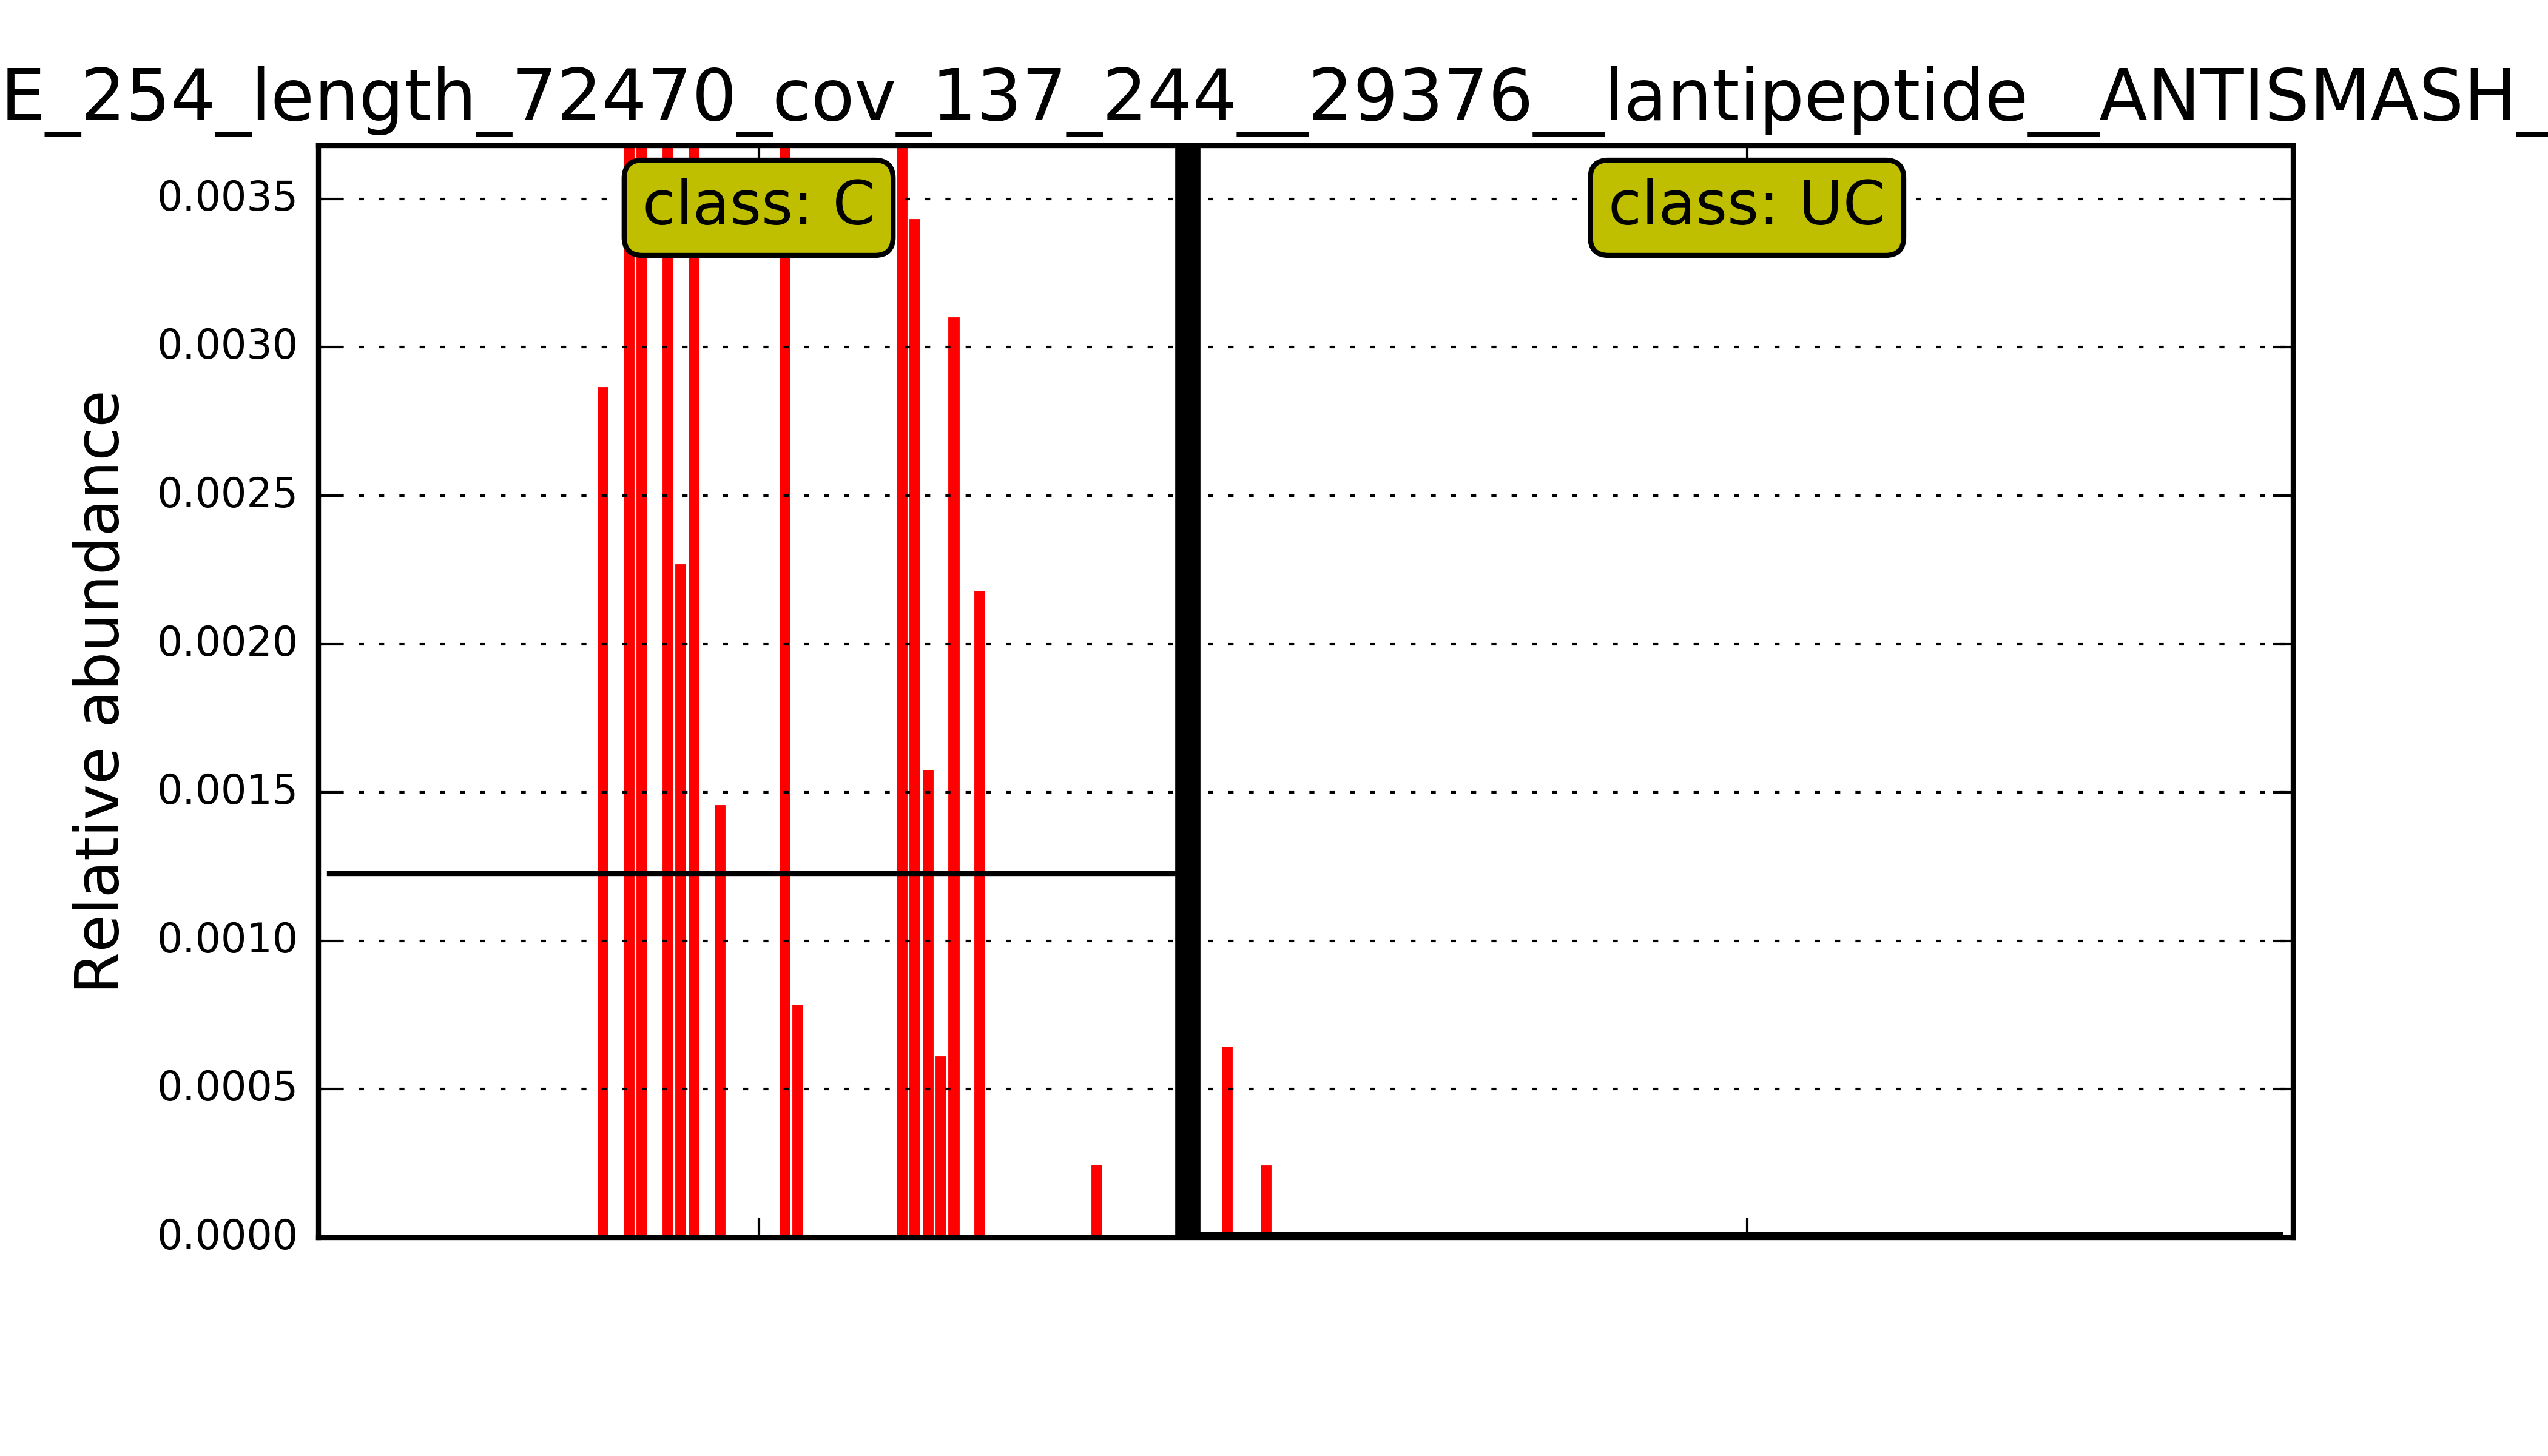 E_254_length_72470_cov_137_244__29376__lantipeptide__ANTISMASH_
class: C
class: UC
Relative abundance
0.0035
0.0030
0.0025
0.0020
0.0015
0.0010
0.0005
0.0000